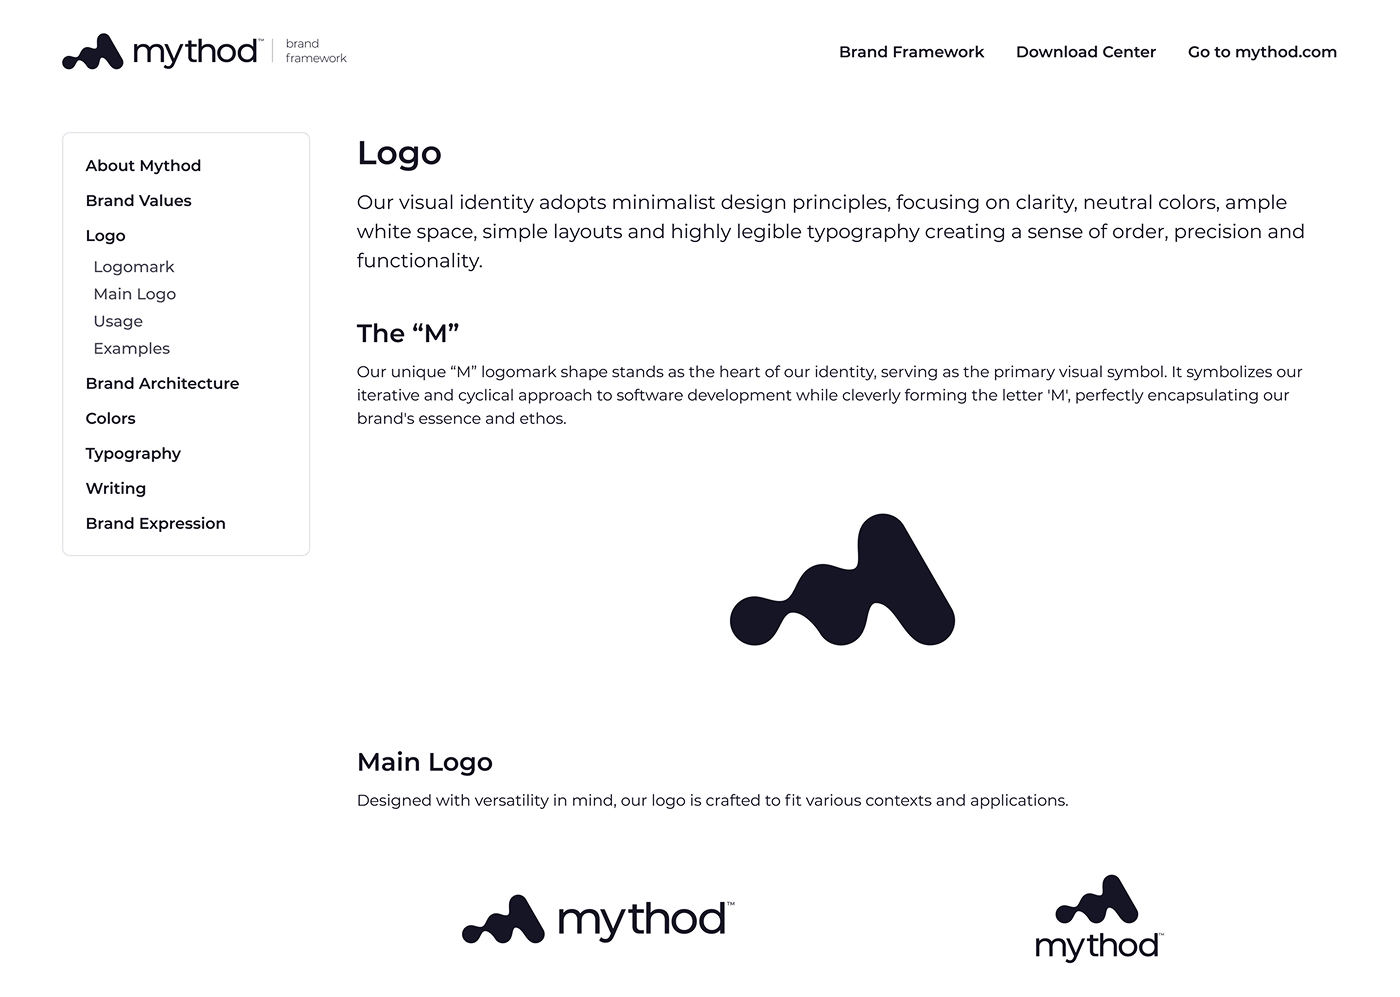 mythod™
brand
framework
Brand Framework
Download Center
Go to mythod.com
About Mythod
Brand Values
Logo
Logomark
Main Logo
Usage
Examples
Brand Architecture
Colors
Typography
Writing
Brand Expression
Logo
Our visual identity adopts minimalist design principles, focusing on clarity, neutral colors, ample
white space, simple layouts and highly legible typography creating a sense of order, precision and
functionality.
The “M”
Our unique “M” logomark shape stands as the heart of our identity, serving as the primary visual symbol. It symbolizes our
iterative and cyclical approach to software development while cleverly forming the letter 'M', perfectly encapsulating our
brand's essence and ethos.
Main Logo
Designed with versatility in mind, our logo is crafted to fit various contexts and applications.
mythod™
mythod™